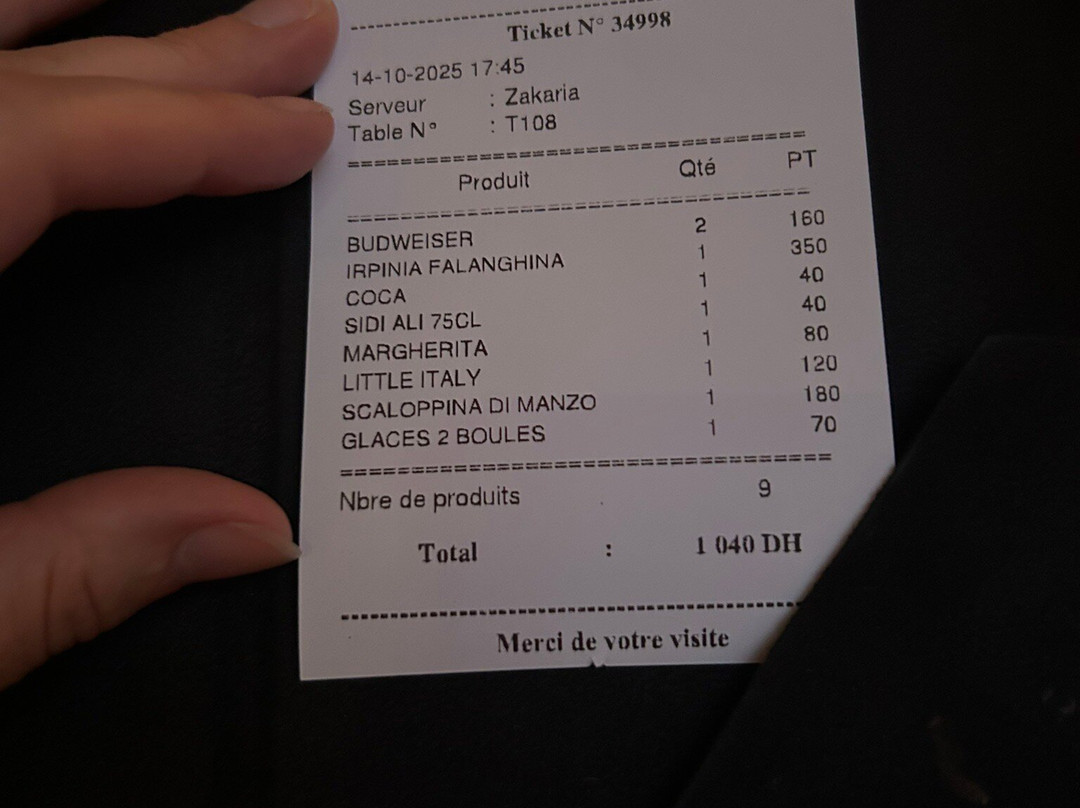 Ticket N° 34998
14-10-2025 17:45
Serveur : Zakaria
Table N° : T108
Produit Qté PT
BUDWEISER 2 160
IRPINIA FALANGHINA 1 350
COCA 1 40
SIDI ALI 75CL 1 40
MARGHERITA 1 80
LITTLE ITALY 1 120
SCALOPPINA DI MANZO 1 180
GLACES 2 BOULES 1 70
Nbre de produits 9
Total : 1 040 DH
Merci de votre visite